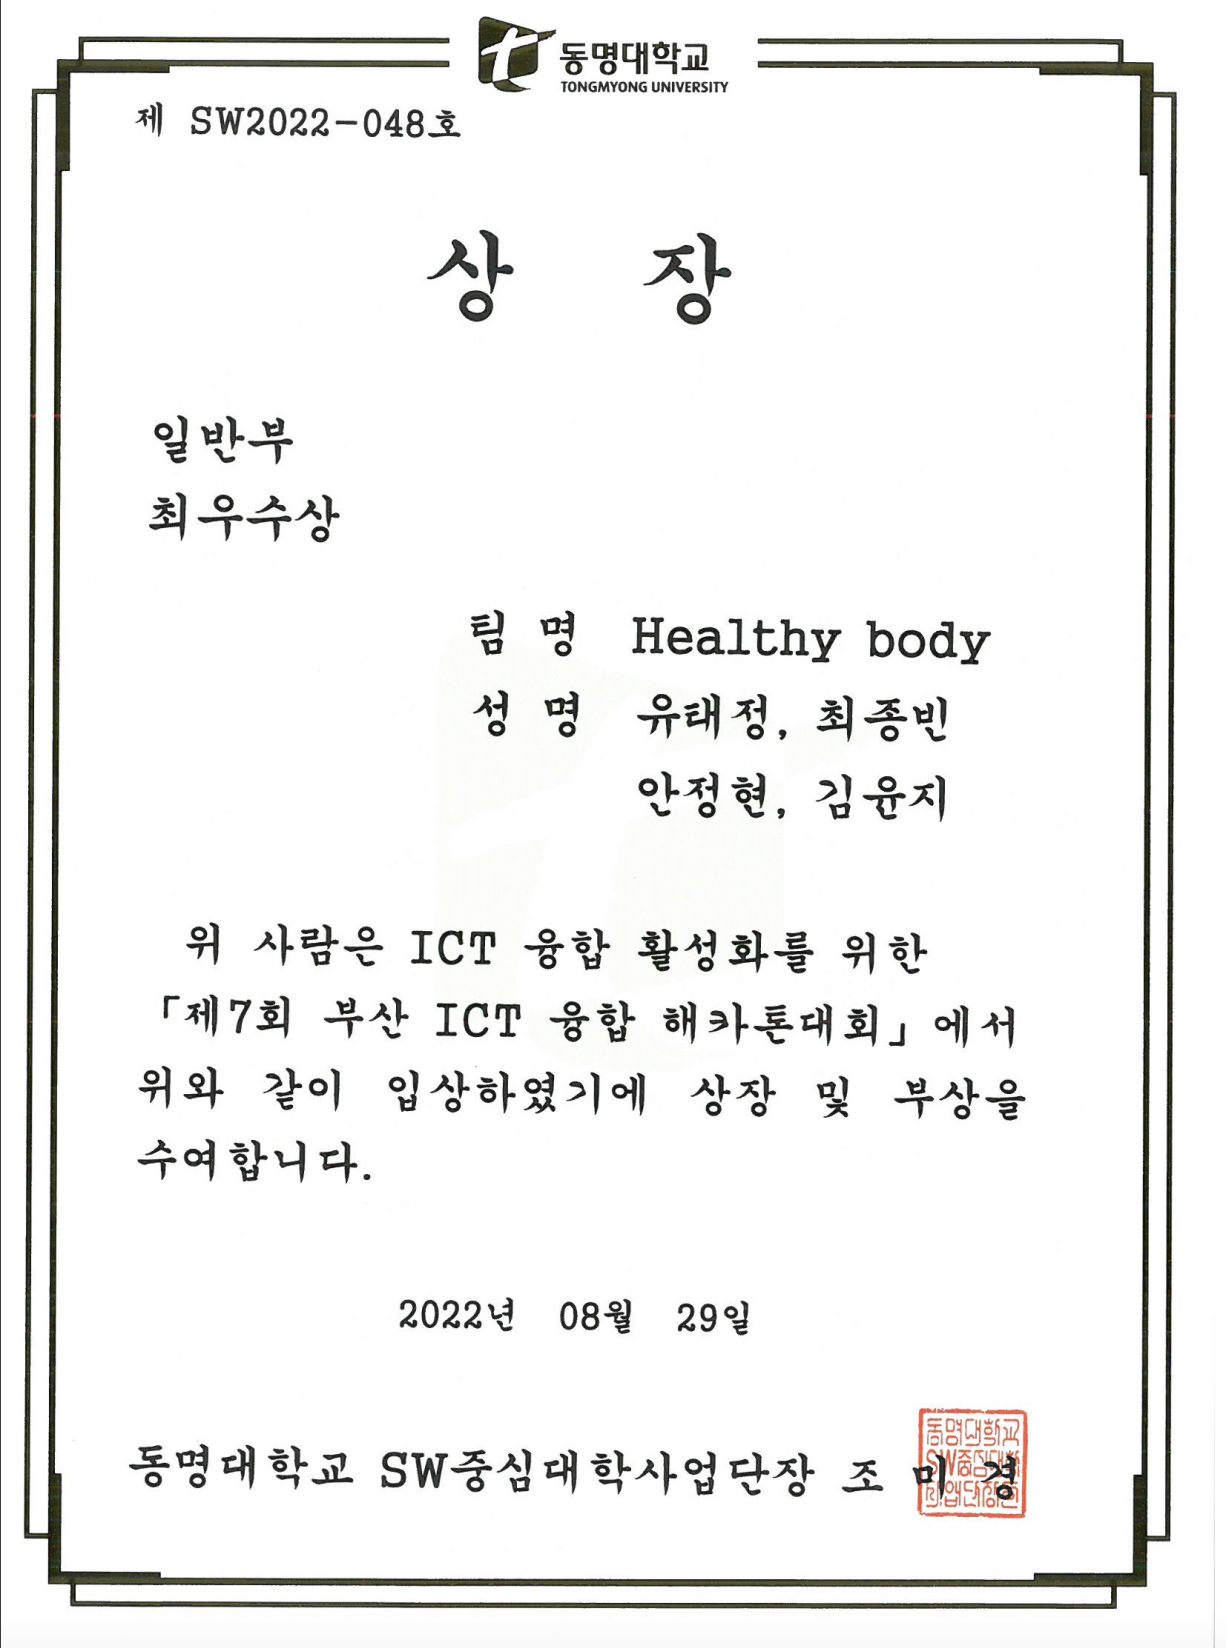 동명대학교
TONGMYONG UNIVERSITY
제 SW2022-048호
상 장
일반부
최우수상
팀 명 Healthy body
성 명 유태정, 최종빈
안정현, 김윤지
위 사람은 ICT 융합 활성화를 위한
「제7회 부산 ICT 융합 해카톤대회」에서
위와 같이 입상하였기에 상장 및 부상을
수여합니다.
2022년 08월 29일
동명대학교 SW중심대학사업단장 조 미 경
동명대학교
SW중심대학
사업단장인